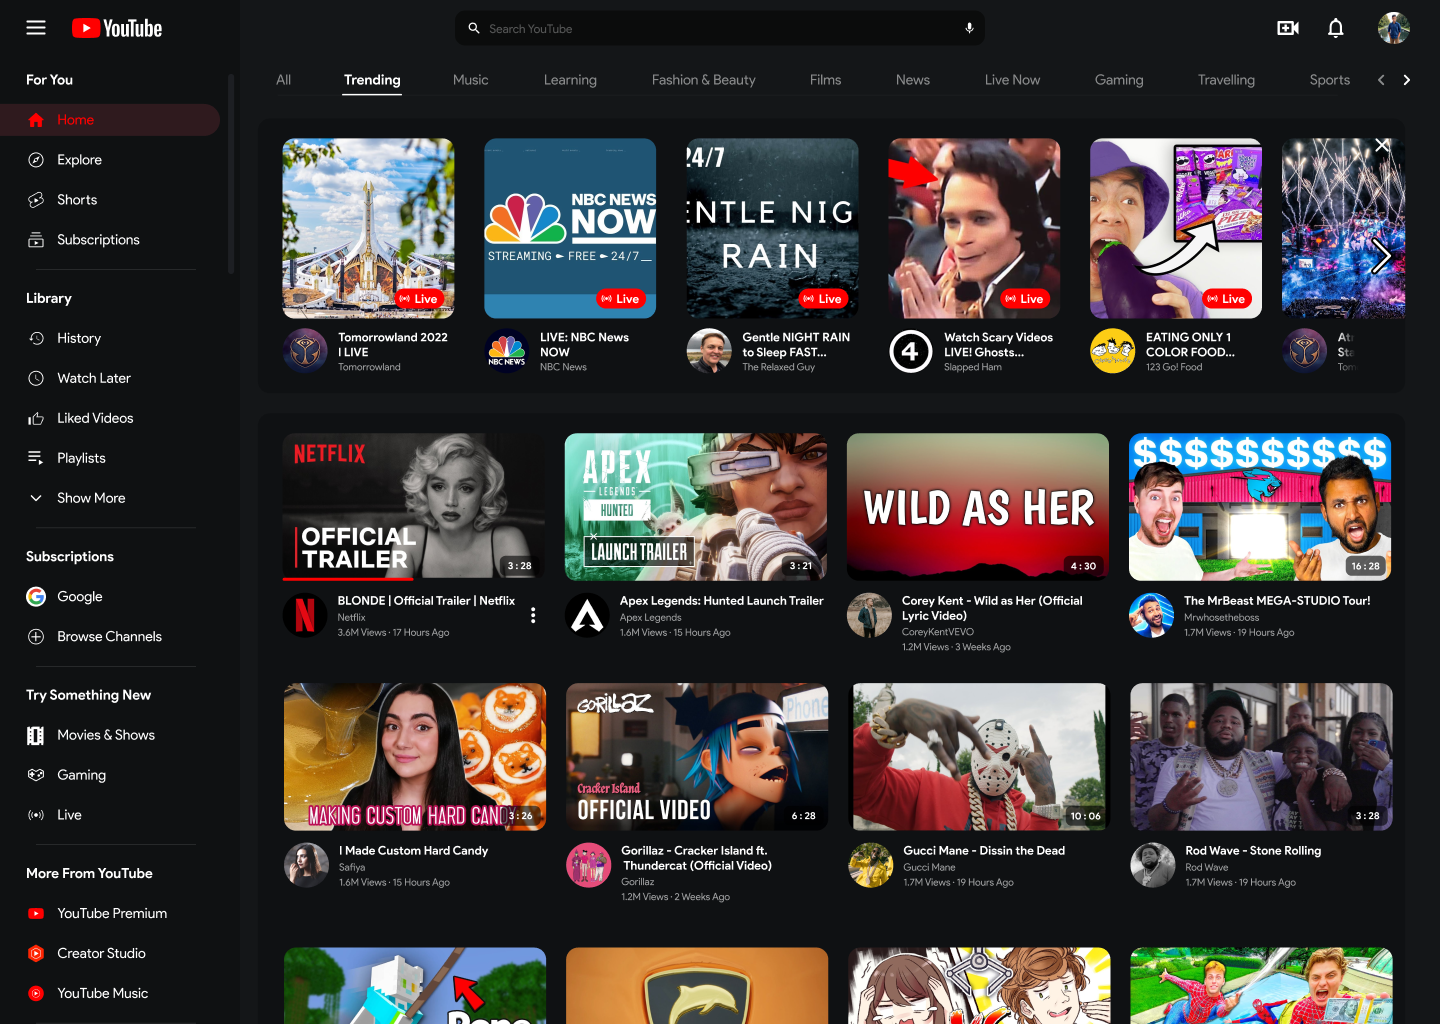 YouTube
Search YouTube
For You
Home
Explore
Shorts
Subscriptions
Library
History
Watch Later
Liked Videos
Playlists
Show More
Subscriptions
Google
Browse Channels
Try Something New
Movies & Shows
Gaming
Live
More From YouTube
YouTube Premium
Creator Studio
YouTube Music
All
Trending
Music
Learning
Fashion & Beauty
Films
News
Live Now
Gaming
Travelling
Sports
Live
Tomorrowland 2022
I LIVE
Tomorrowland
NBC NEWS
NOW
STREAMING ► FREE ► 24/7
Live
NBC NEWS
LIVE: NBC News
NOW
NBC News
24/7
ENTLE NIG
RAIN
Live
Gentle NIGHT RAIN
to Sleep FAST...
The Relaxed Guy
Live
4
Watch Scary Videos
LIVE! Ghosts...
Slapped Ham
PIZZA
Live
EATING ONLY 1
COLOR FOOD...
123 Go! Food
Atr
Sta
Tom
NETFLIX
OFFICIAL
TRAILER
3:28
N
BLONDE | Official Trailer | Netflix
Netflix
3.6M Views · 17 Hours Ago
APEX
LEGENDS
HUNTED
LAUNCH TRAILER
3:21
Apex Legends: Hunted Launch Trailer
Apex Legends
1.6M Views · 15 Hours Ago
WILD AS HER
4:30
Corey Kent - Wild as Her (Official
Lyric Video)
CoreyKentVEVO
1.2M Views · 3 Weeks Ago
$$$$$$$$$$
16:28
The MrBeast MEGA-STUDIO Tour!
Mrwhosetheboss
1.7M Views · 19 Hours Ago
MAKING CUSTOM HARD CAND
3:26
I Made Custom Hard Candy
Safiya
1.6M Views · 15 Hours Ago
GORILLAZ
Phone
Cracker Island
OFFICIAL VIDEO
6:28
Gorillaz - Cracker Island ft.
Thundercat (Official Video)
Gorillaz
1.2M Views · 2 Weeks Ago
10:06
Gucci Mane - Dissin the Dead
Gucci Mane
1.7M Views · 19 Hours Ago
3:28
Rod Wave - Stone Rolling
Rod Wave
1.7M Views · 19 Hours Ago